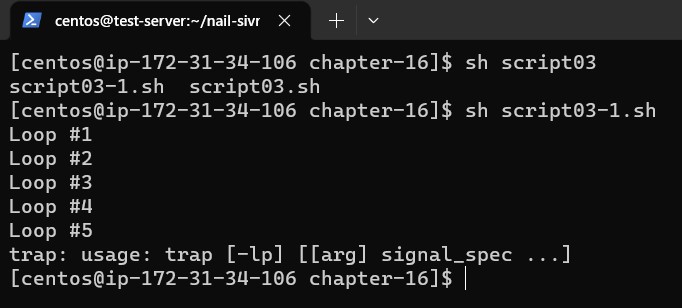 centos@test-server:~/nail-sivr
[centos@ip-172-31-34-106 chapter-16]$ sh script03
script03-1.sh  script03.sh
[centos@ip-172-31-34-106 chapter-16]$ sh script03-1.sh
Loop #1
Loop #2
Loop #3
Loop #4
Loop #5
trap: usage: trap [-lp] [[arg] signal_spec ...]
[centos@ip-172-31-34-106 chapter-16]$